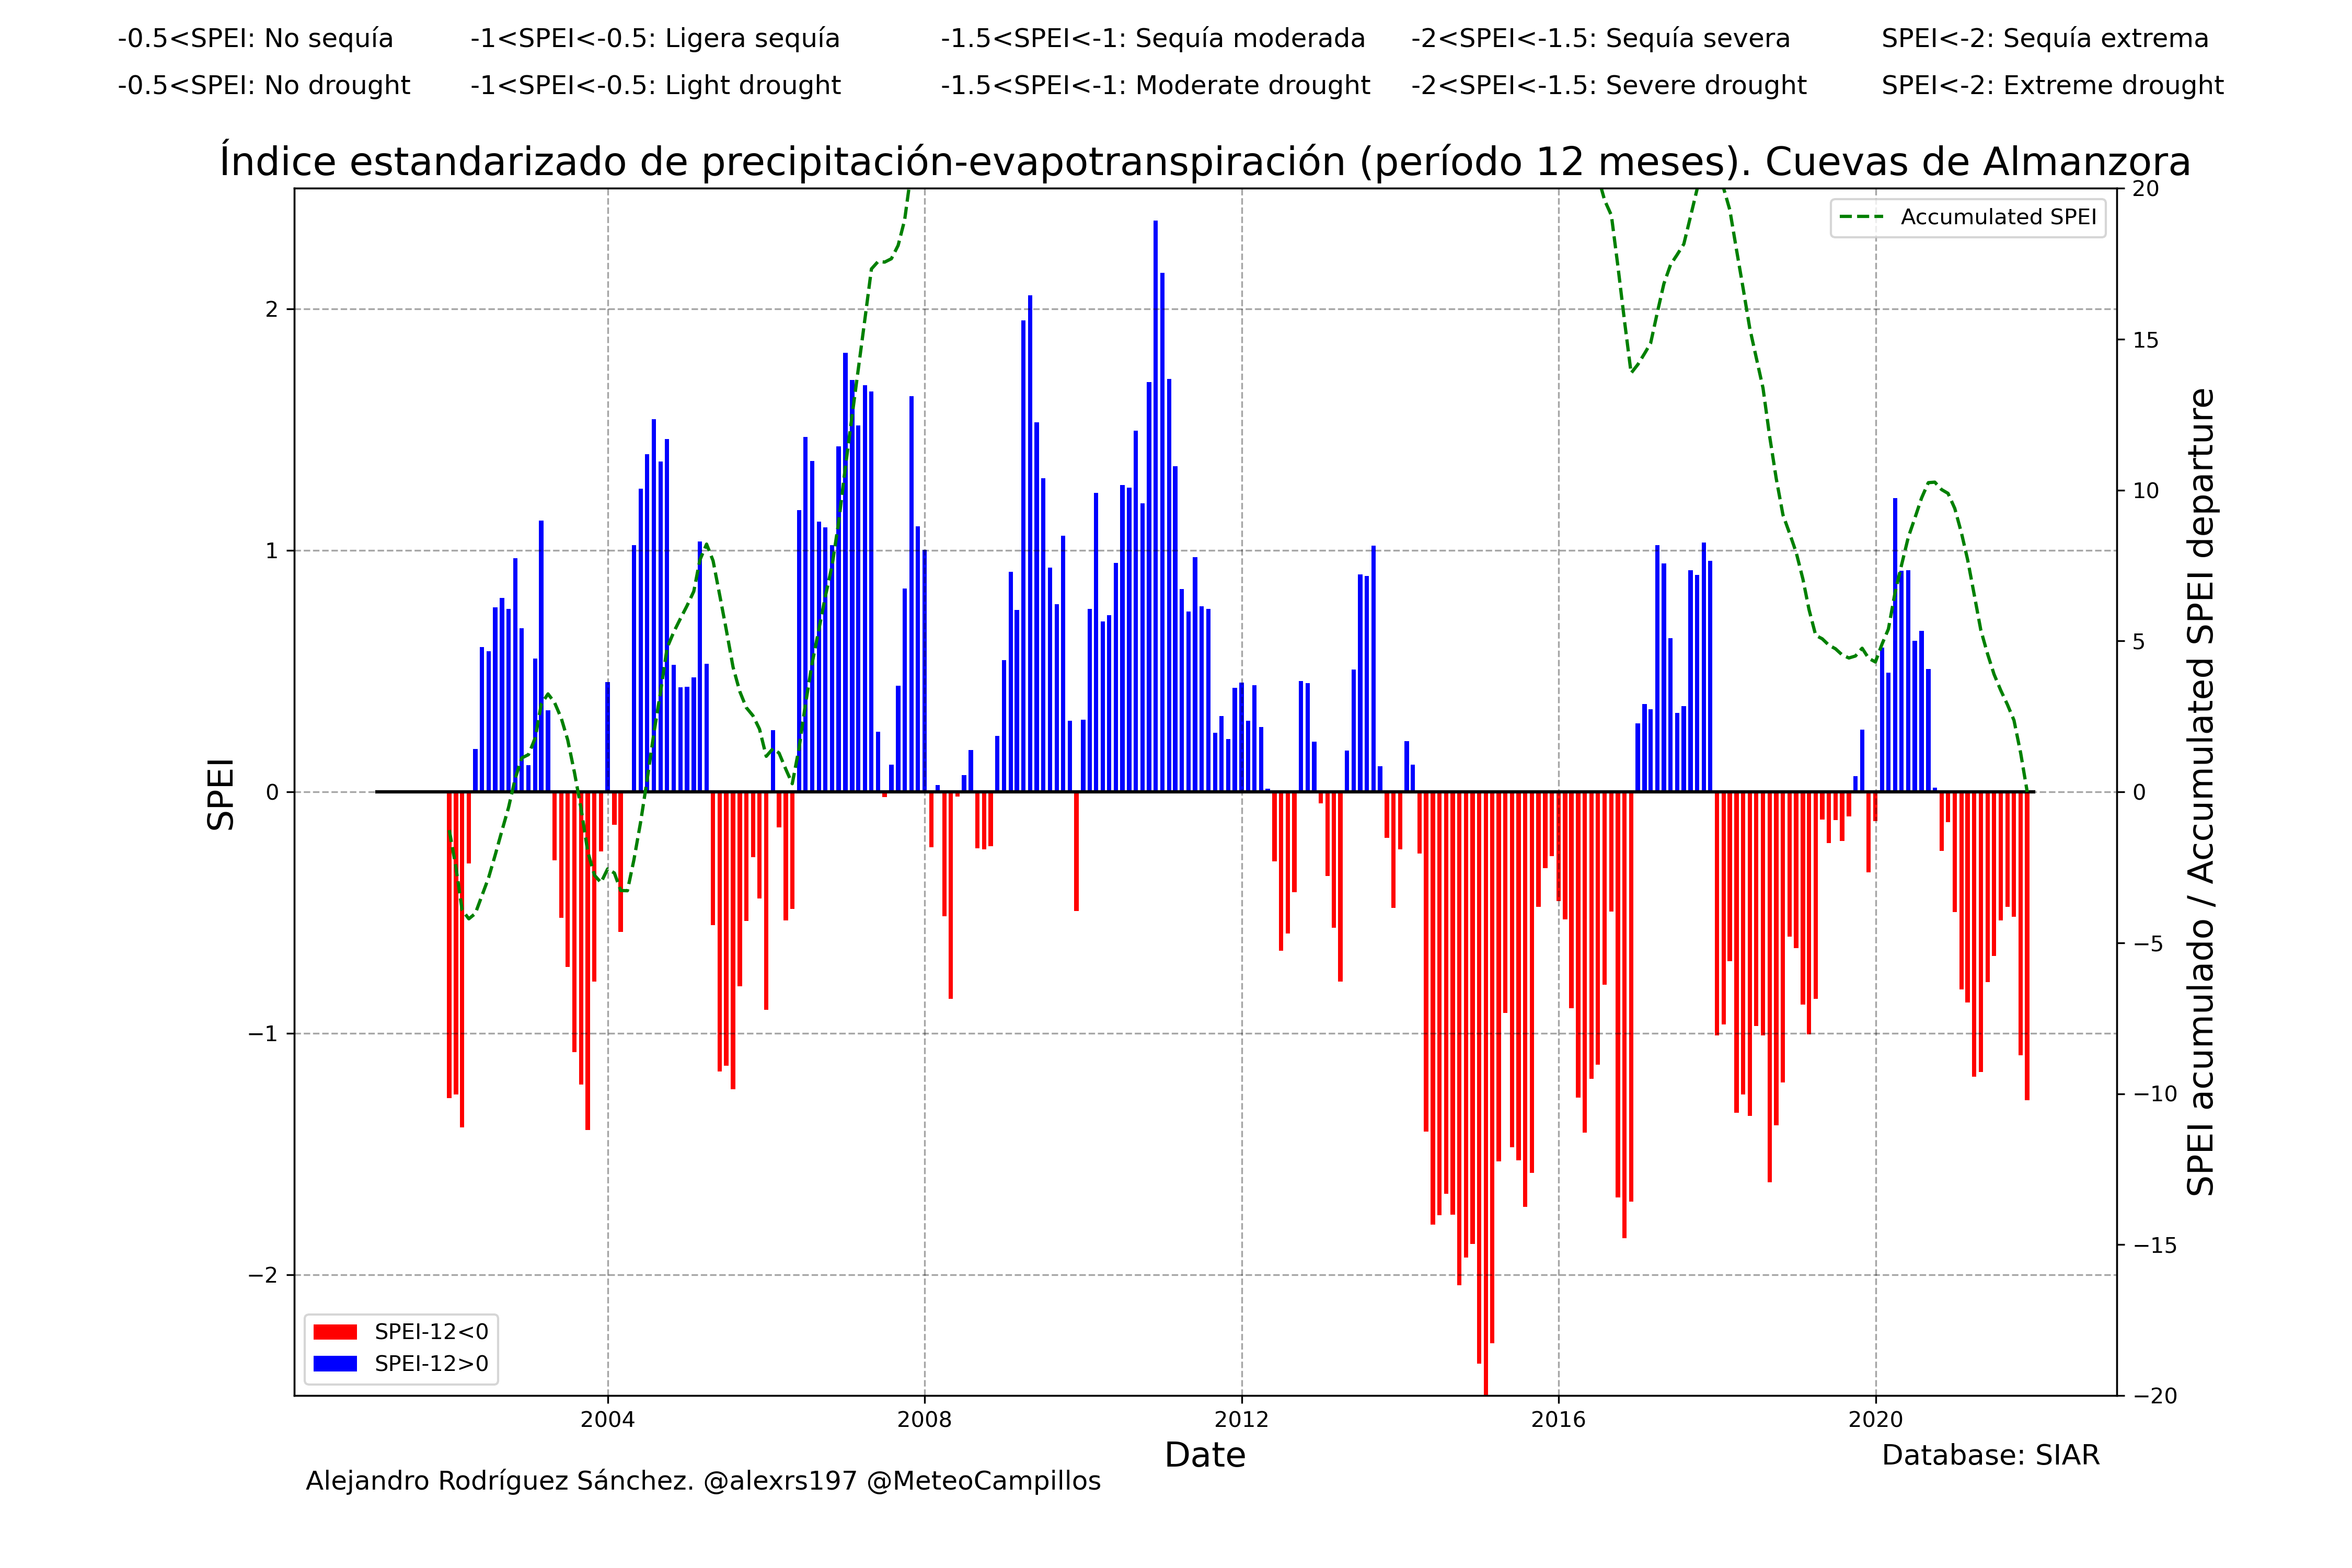 -0.5<SPEI: No sequía -1<SPEI<-0.5: Ligera sequía -1.5<SPEI<-1: Sequía moderada -2<SPEI<-1.5: Sequía severa SPEI<-2: Sequía extrema
-0.5<SPEI: No drought -1<SPEI<-0.5: Light drought -1.5<SPEI<-1: Moderate drought -2<SPEI<-1.5: Severe drought SPEI<-2: Extreme drought
Índice estandarizado de precipitación-evapotranspiración (período 12 meses). Cuevas de Almanzora
Accumulated SPEI
SPEI
2
1
0
−1
−2
20
15
10
5
0
−5
−10
−15
−20
SPEI acumulado / Accumulated SPEI departure
SPEI-12<0
SPEI-12>0
2004 2008 2012 2016 2020
Date
Database: SIAR
Alejandro Rodríguez Sánchez. @alexrs197 @MeteoCampillos